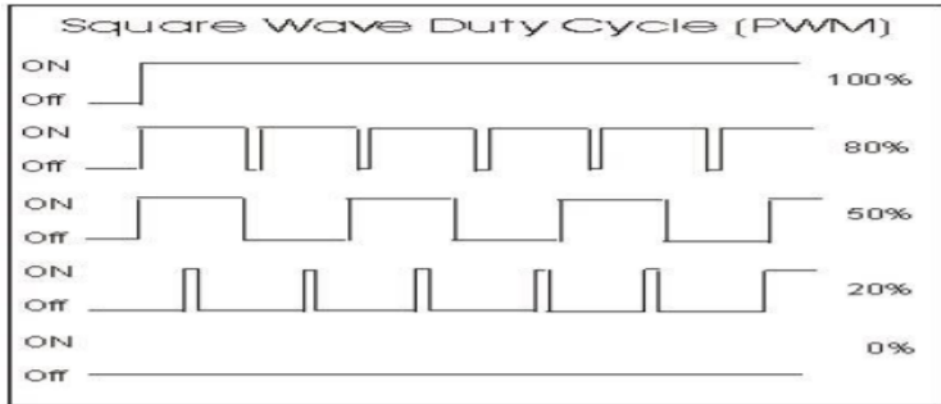 Square Wave Duty Cycle (PWM)
ON
100%
Off
ON
80%
Off
ON
50%
Off
ON
20%
Off
ON
0%
Off